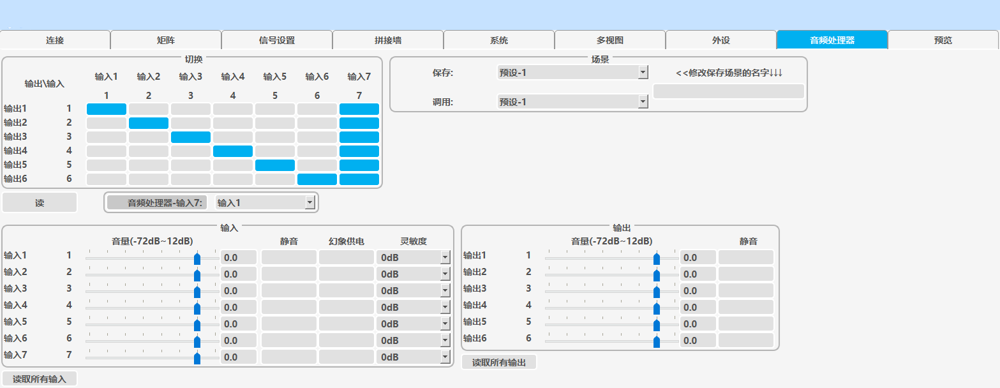 连接 矩阵 信号设置 拼接墙 系统 多视图 外设 音频处理器 预览
切换
输出\输入 输入1 输入2 输入3 输入4 输入5 输入6 输入7
1 2 3 4 5 6 7
输出1 1
输出2 2
输出3 3
输出4 4
输出5 5
输出6 6
场景
保存: 预设-1 <<修改保存场景的名字↓↓↓
调用: 预设-1
读 音频处理器-输入7: 输入1
输入
音量(-72dB~12dB) 静音 幻象供电 灵敏度
输入1 1 0.0 0dB
输入2 2 0.0 0dB
输入3 3 0.0 0dB
输入4 4 0.0 0dB
输入5 5 0.0 0dB
输入6 6 0.0 0dB
输入7 7 0.0 0dB
读取所有输入
输出
音量(-72dB~12dB) 静音
输出1 1 0.0
输出2 2 0.0
输出3 3 0.0
输出4 4 0.0
输出5 5 0.0
输出6 6 0.0
读取所有输出